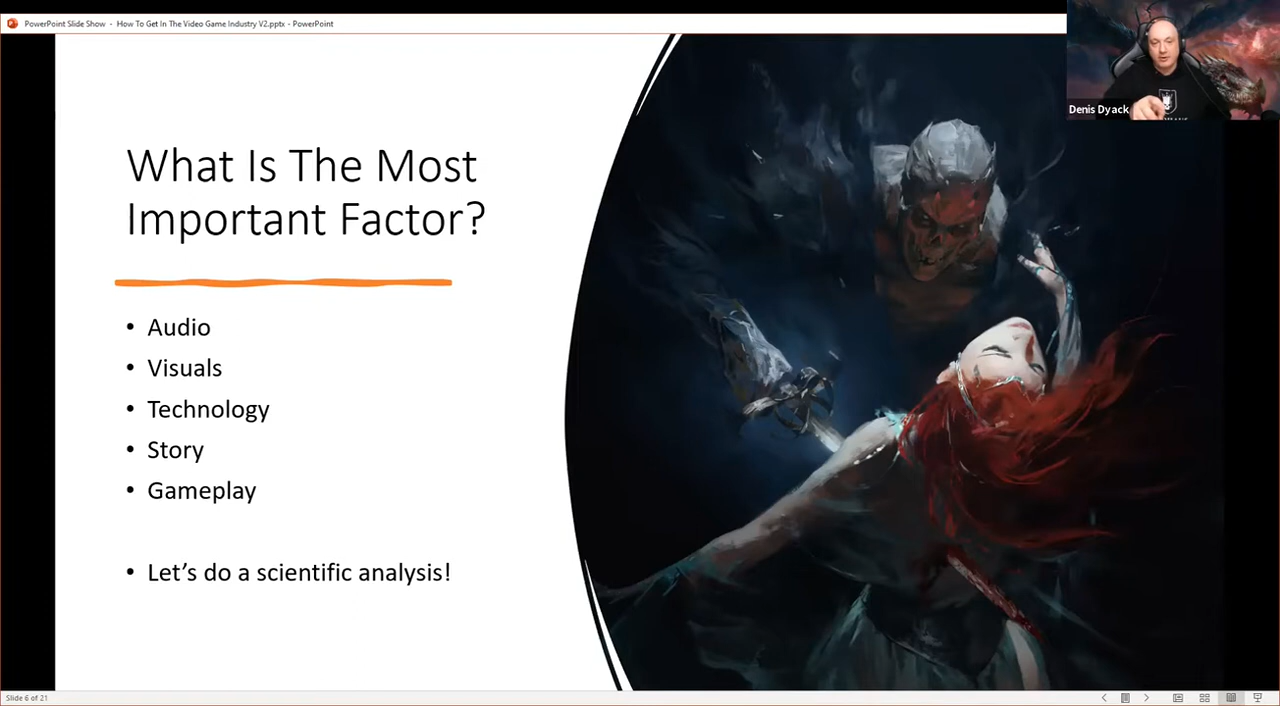 PowerPoint Slide Show - How To Get In The Video Game Industry V2.pptx - PowerPoint
Denis Dyack
What Is The Most
Important Factor?
• Audio
• Visuals
• Technology
• Story
• Gameplay
• Let's do a scientific analysis!
Slide 6 of 21